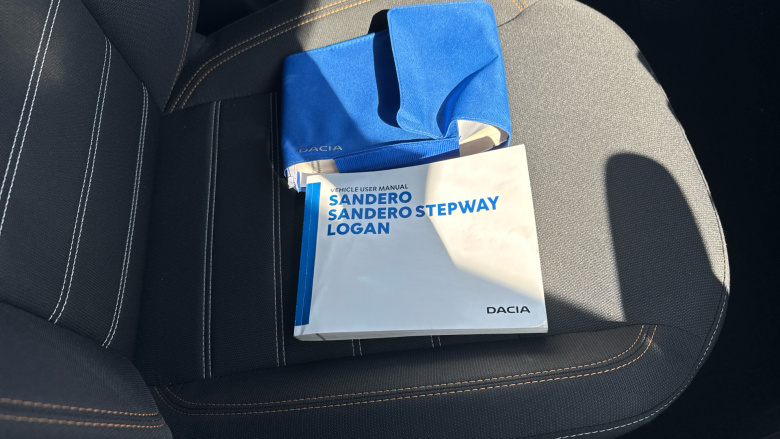 DACIA
VEHICLE USER MANUAL
SANDERO
SANDERO STEPWAY
LOGAN
DACIA